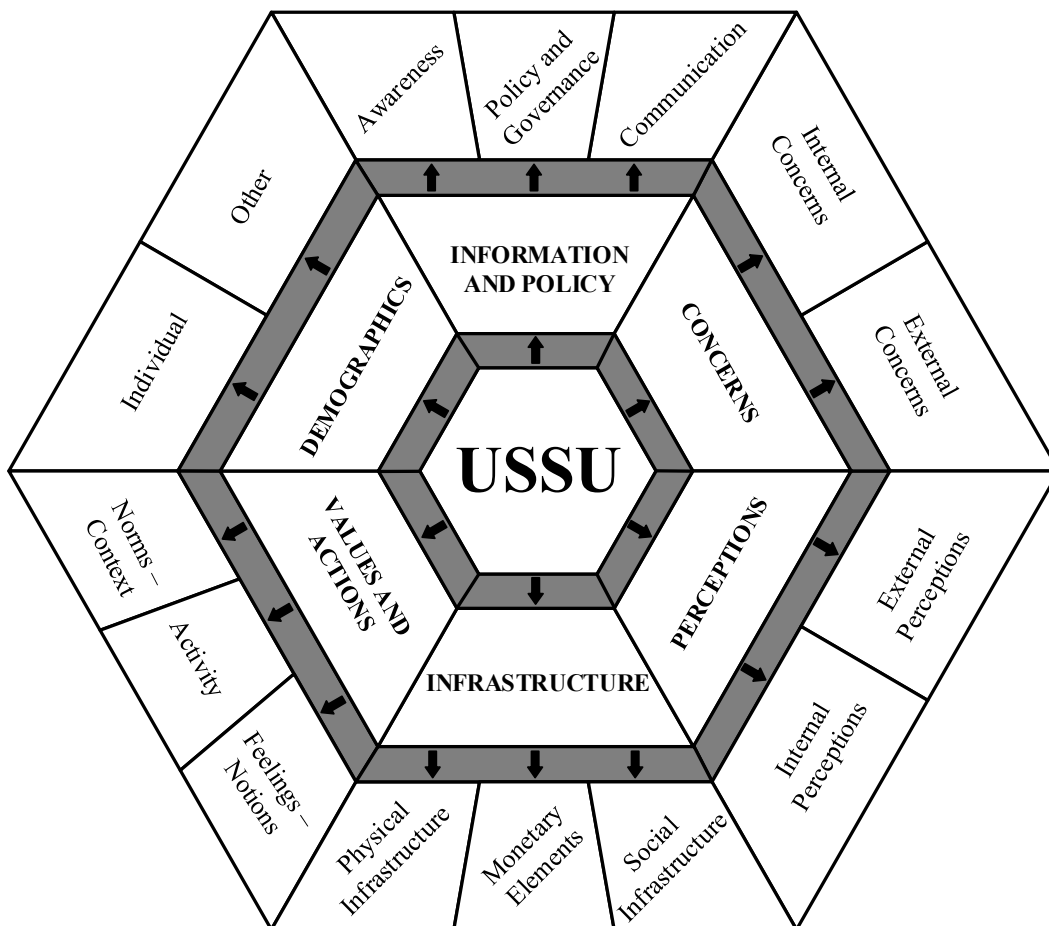 Awareness
Policy and
Governance
Communication
Other
Individual
Internal
Concerns
External
Concerns
INFORMATION
AND POLICY
DEMOGRAPHICS
CONCERNS
USSU
VALUES AND
ACTIONS
PERCEPTIONS
INFRASTRUCTURE
Norms –
Context
Activity
Feelings –
Notions
External
Perceptions
Internal
Perceptions
Physical
Infrastructure
Monetary
Elements
Social
Infrastructure